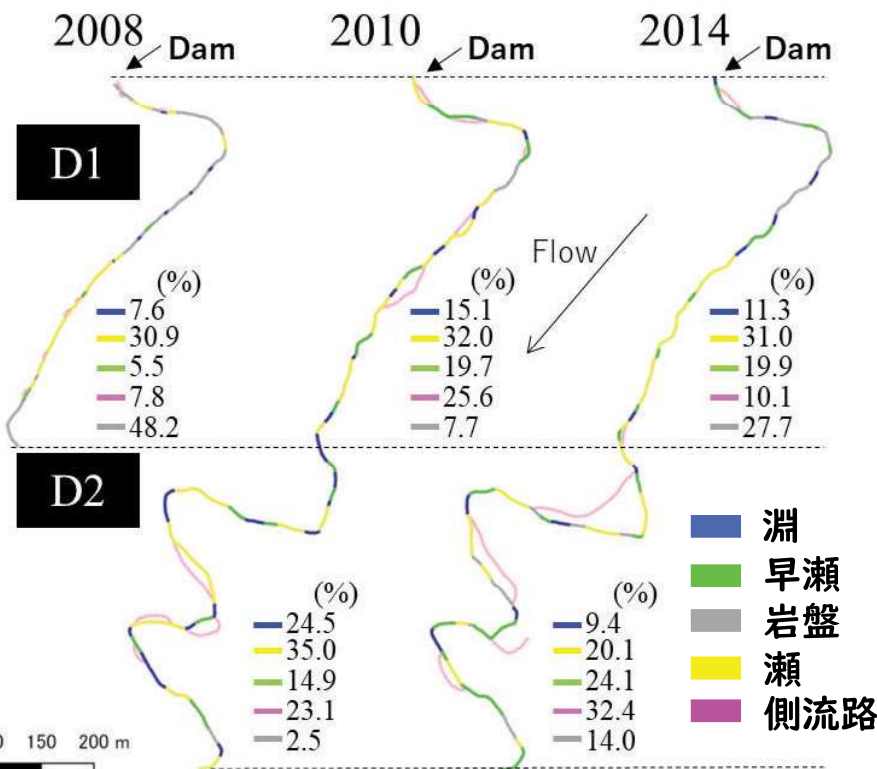 2008 2010 2014
Dam Dam Dam
D1
Flow
(%) (%) (%)
7.6 15.1 11.3
30.9 32.0 31.0
5.5 19.7 19.9
7.8 25.6 10.1
48.2 7.7 27.7
D2
(%) (%)
24.5 9.4
35.0 20.1
14.9 24.1
23.1 32.4
2.5 14.0
淵
早瀬
岩盤
瀬
側流路
0 150 200 m